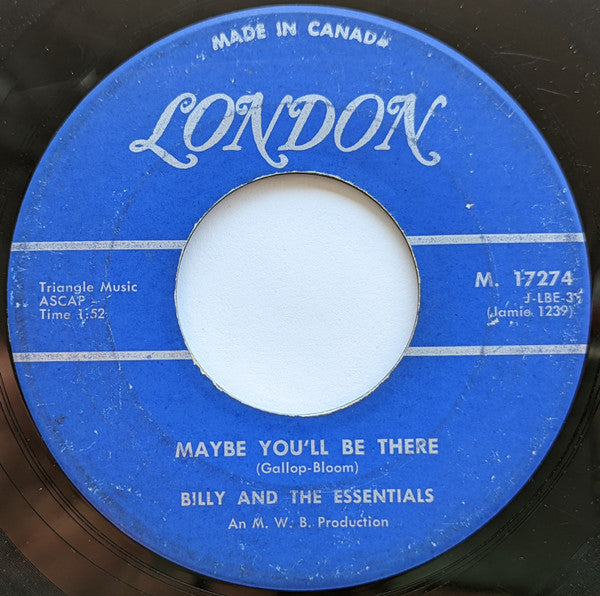 MADE IN CANADA
LONDON
Triangle Music
ASCAP -
Time 1:52
M. 17274
J-LBE-3
(Jamie 1239)
MAYBE YOU'LL BE THERE
(Gallop-Bloom)
BILLY AND THE ESSENTIALS
An M. W. B. Production